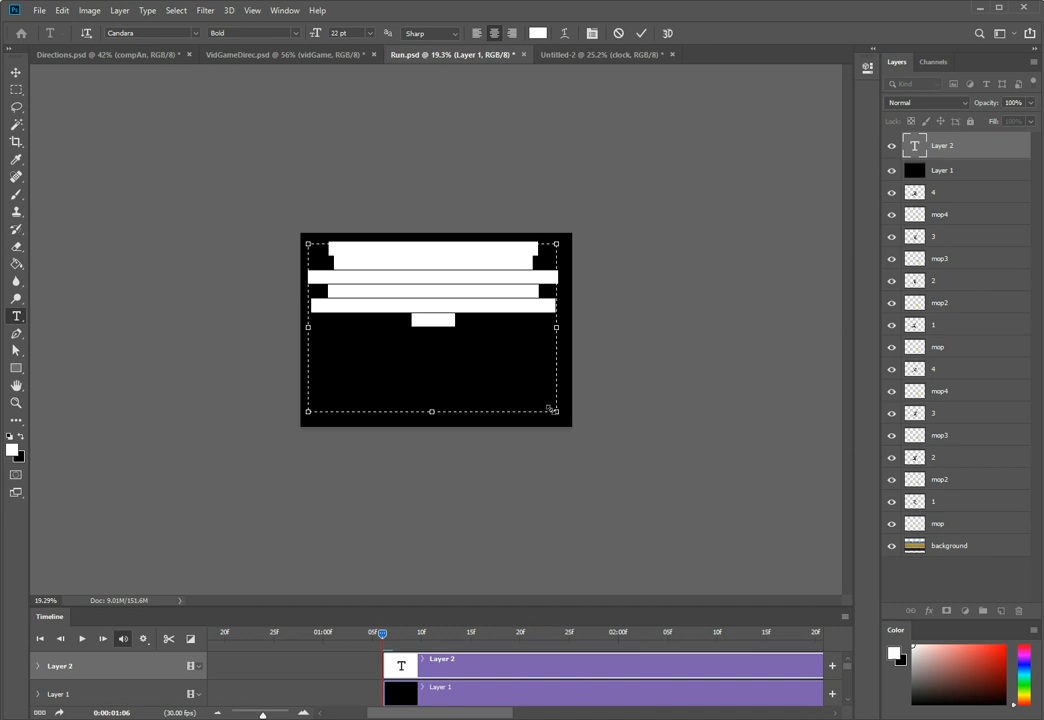 Ps File Edit Image Layer Type Select Filter 3D View Window Help
T Candara Bold 22 pt Sharp 3D
Directions.psd @ 42% (compAn, RGB/8) * × VidGameDirec.psd @ 56% (vidGame, RGB/8) * × Run.psd @ 19.3% (Layer 1, RGB/8) * × Untitled-2 @ 25.2% (clock, RGB/8) * ×
Layers Channels
Kind
Normal Opacity: 100%
Lock: Fill: 100%
T Layer 2
Layer 1
4
mop4
3
mop3
2
mop2
1
mop
4
mop4
3
mop3
2
mop2
1
mop
background
fx
Color
19.29% Doc: 9.01M/151.6M
Timeline
20f 25f 01:00f 05f 10f 15f 20f 25f 02:00f 05f 10f 15f 20f
Layer 2 T Layer 2
Layer 1 Layer 1
0:00:01:06 (30.00 fps)